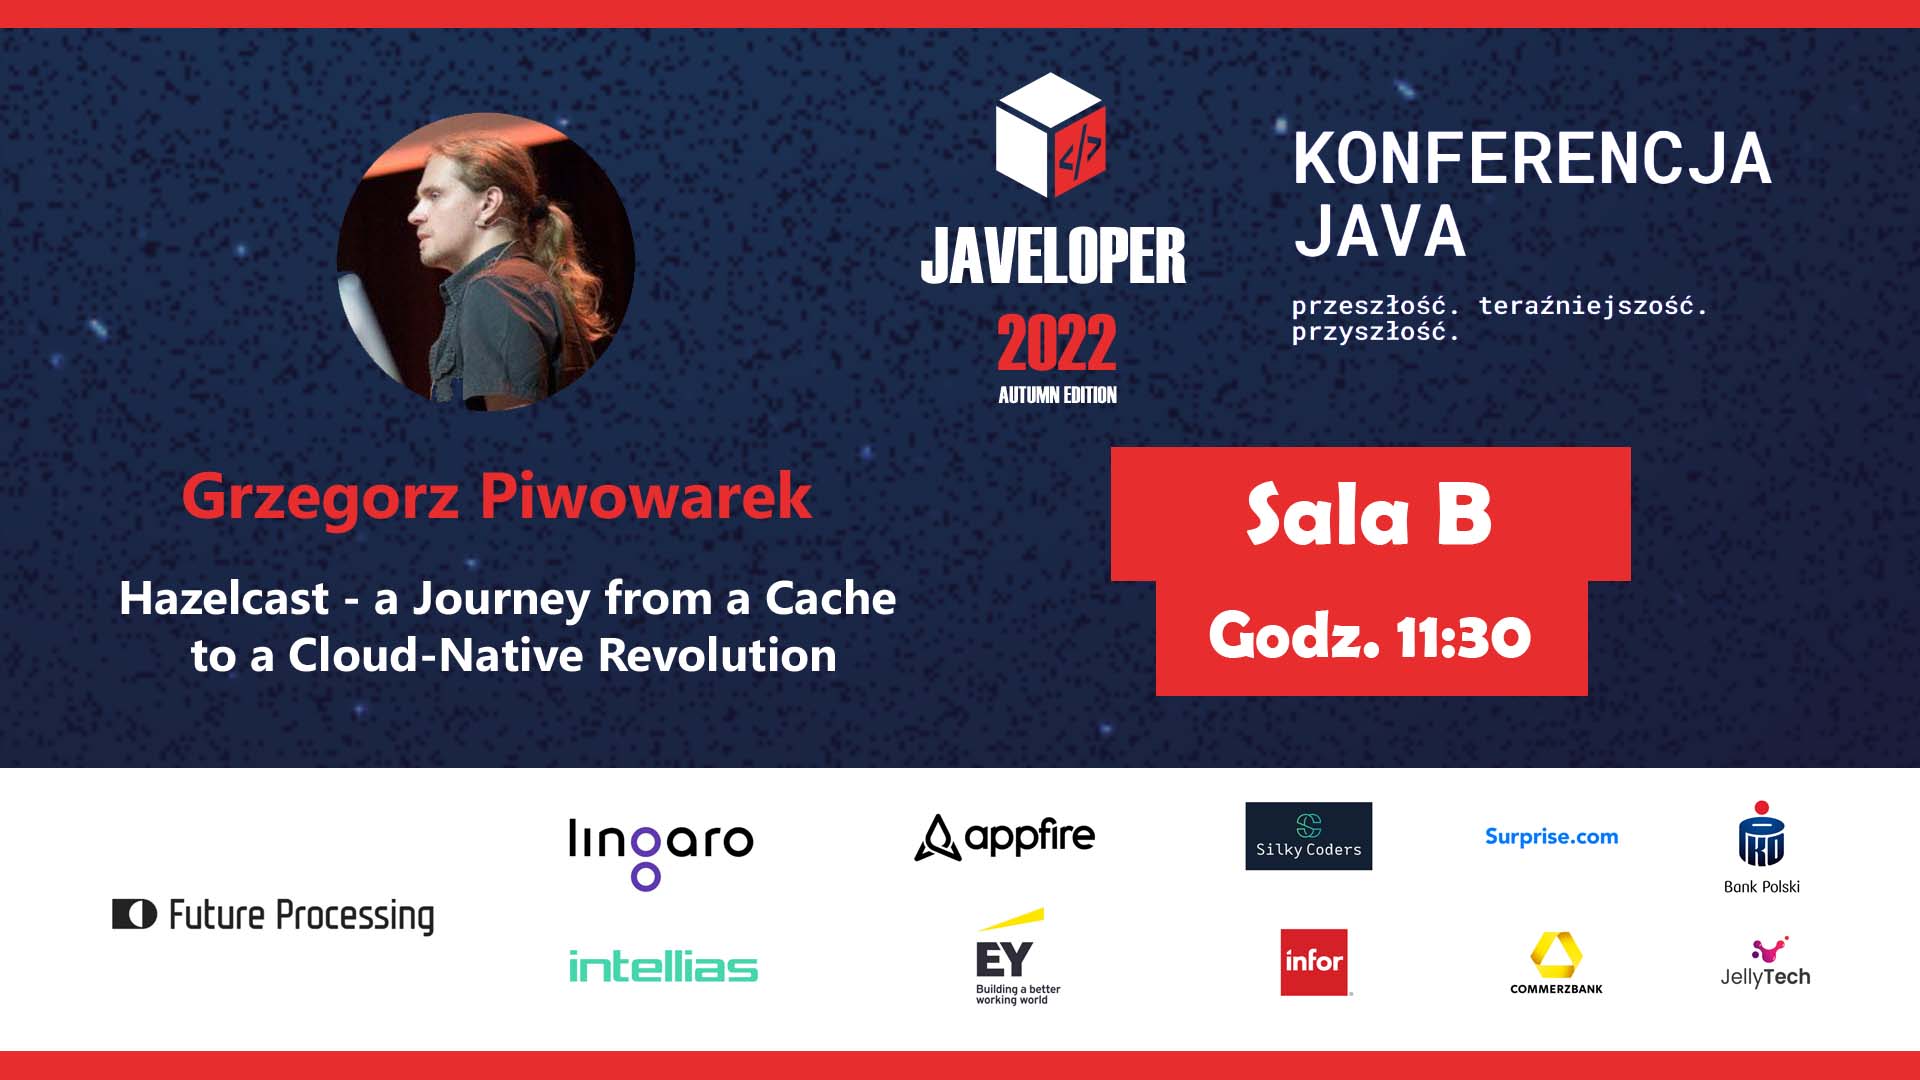 </>
JAVELOPER
2022
AUTUMN EDITION
KONFERENCJA
JAVA
przeszłość. teraźniejszość.
przyszłość.
Grzegorz Piwowarek
Hazelcast - a Journey from a Cache
to a Cloud-Native Revolution
Sala B
Godz. 11:30
Future Processing
lingaro
intellias
appfire
EY
Building a better
working world
Silky Coders
infor
Surprise.com
COMMERZBANK
PKO
Bank Polski
JellyTech